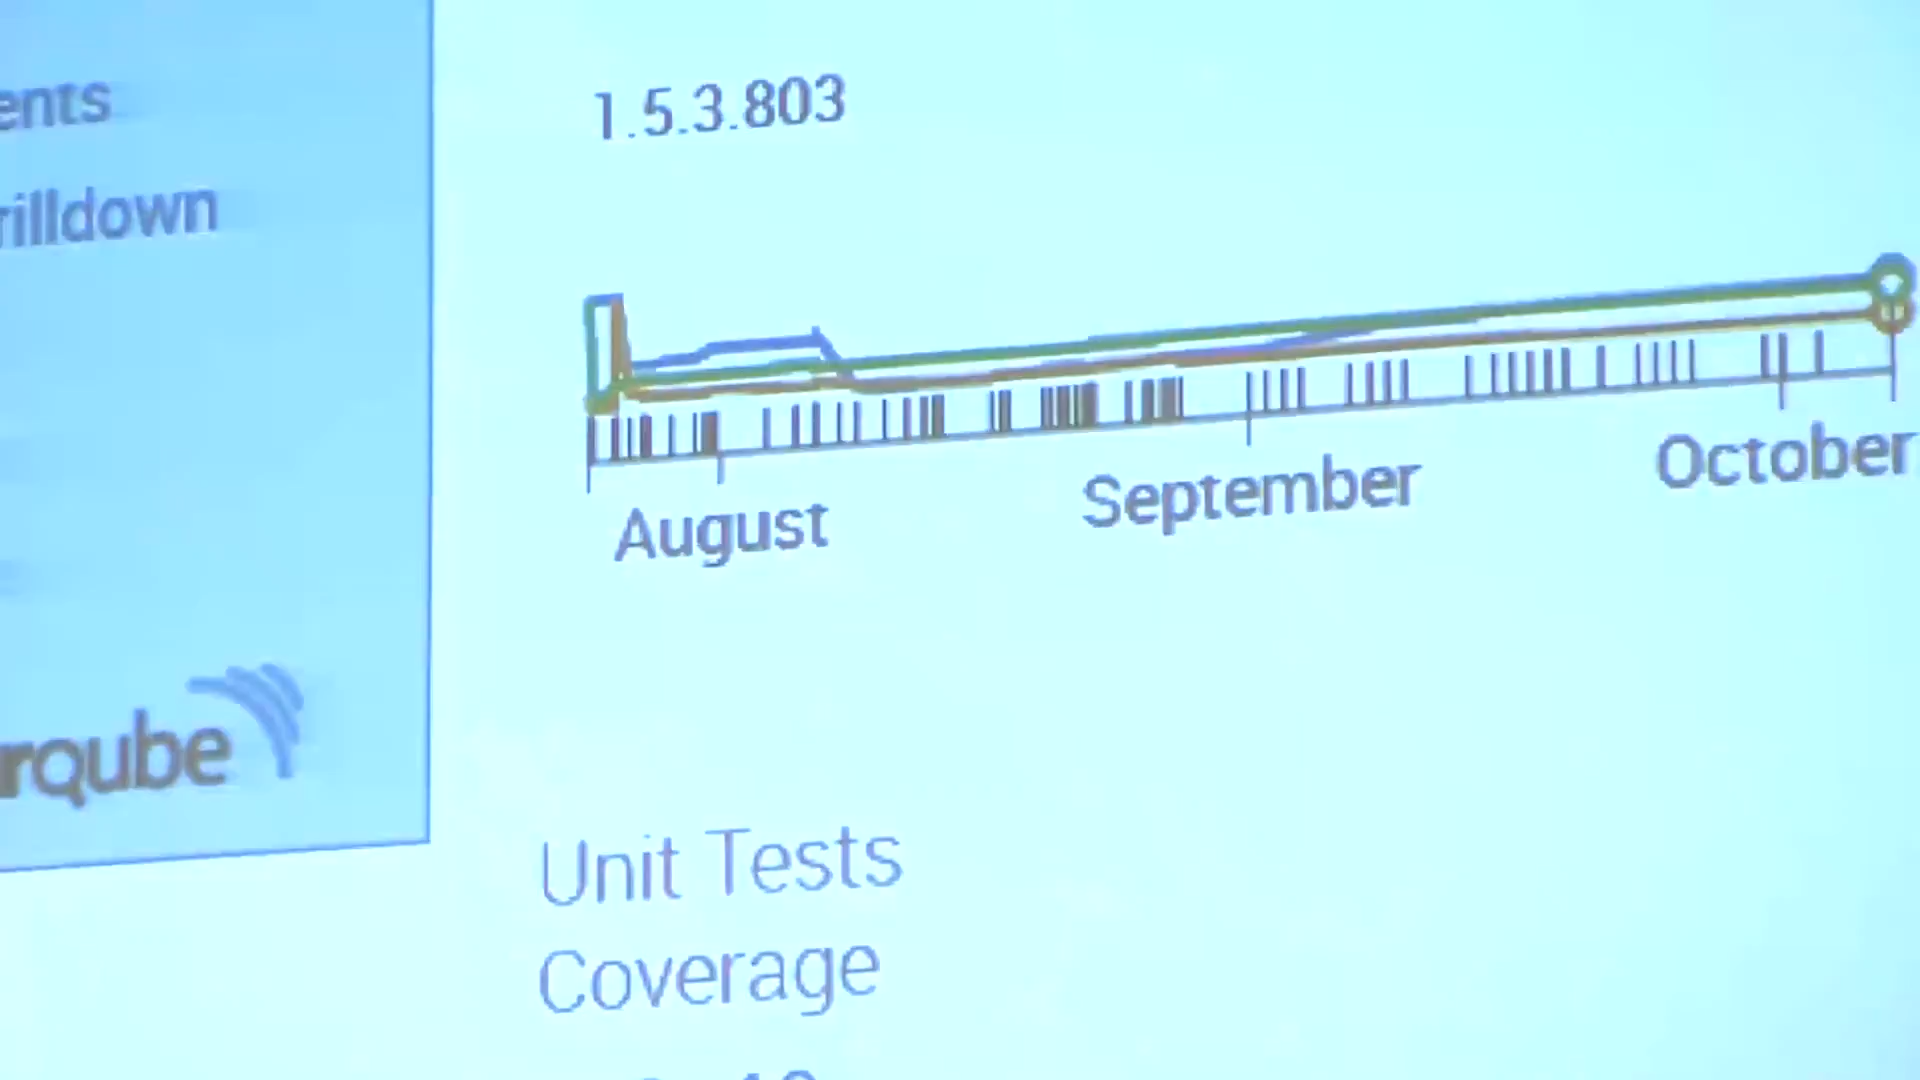 ents
rilldown
rqube
1.5.3.803
August
September
October
Unit Tests
Coverage